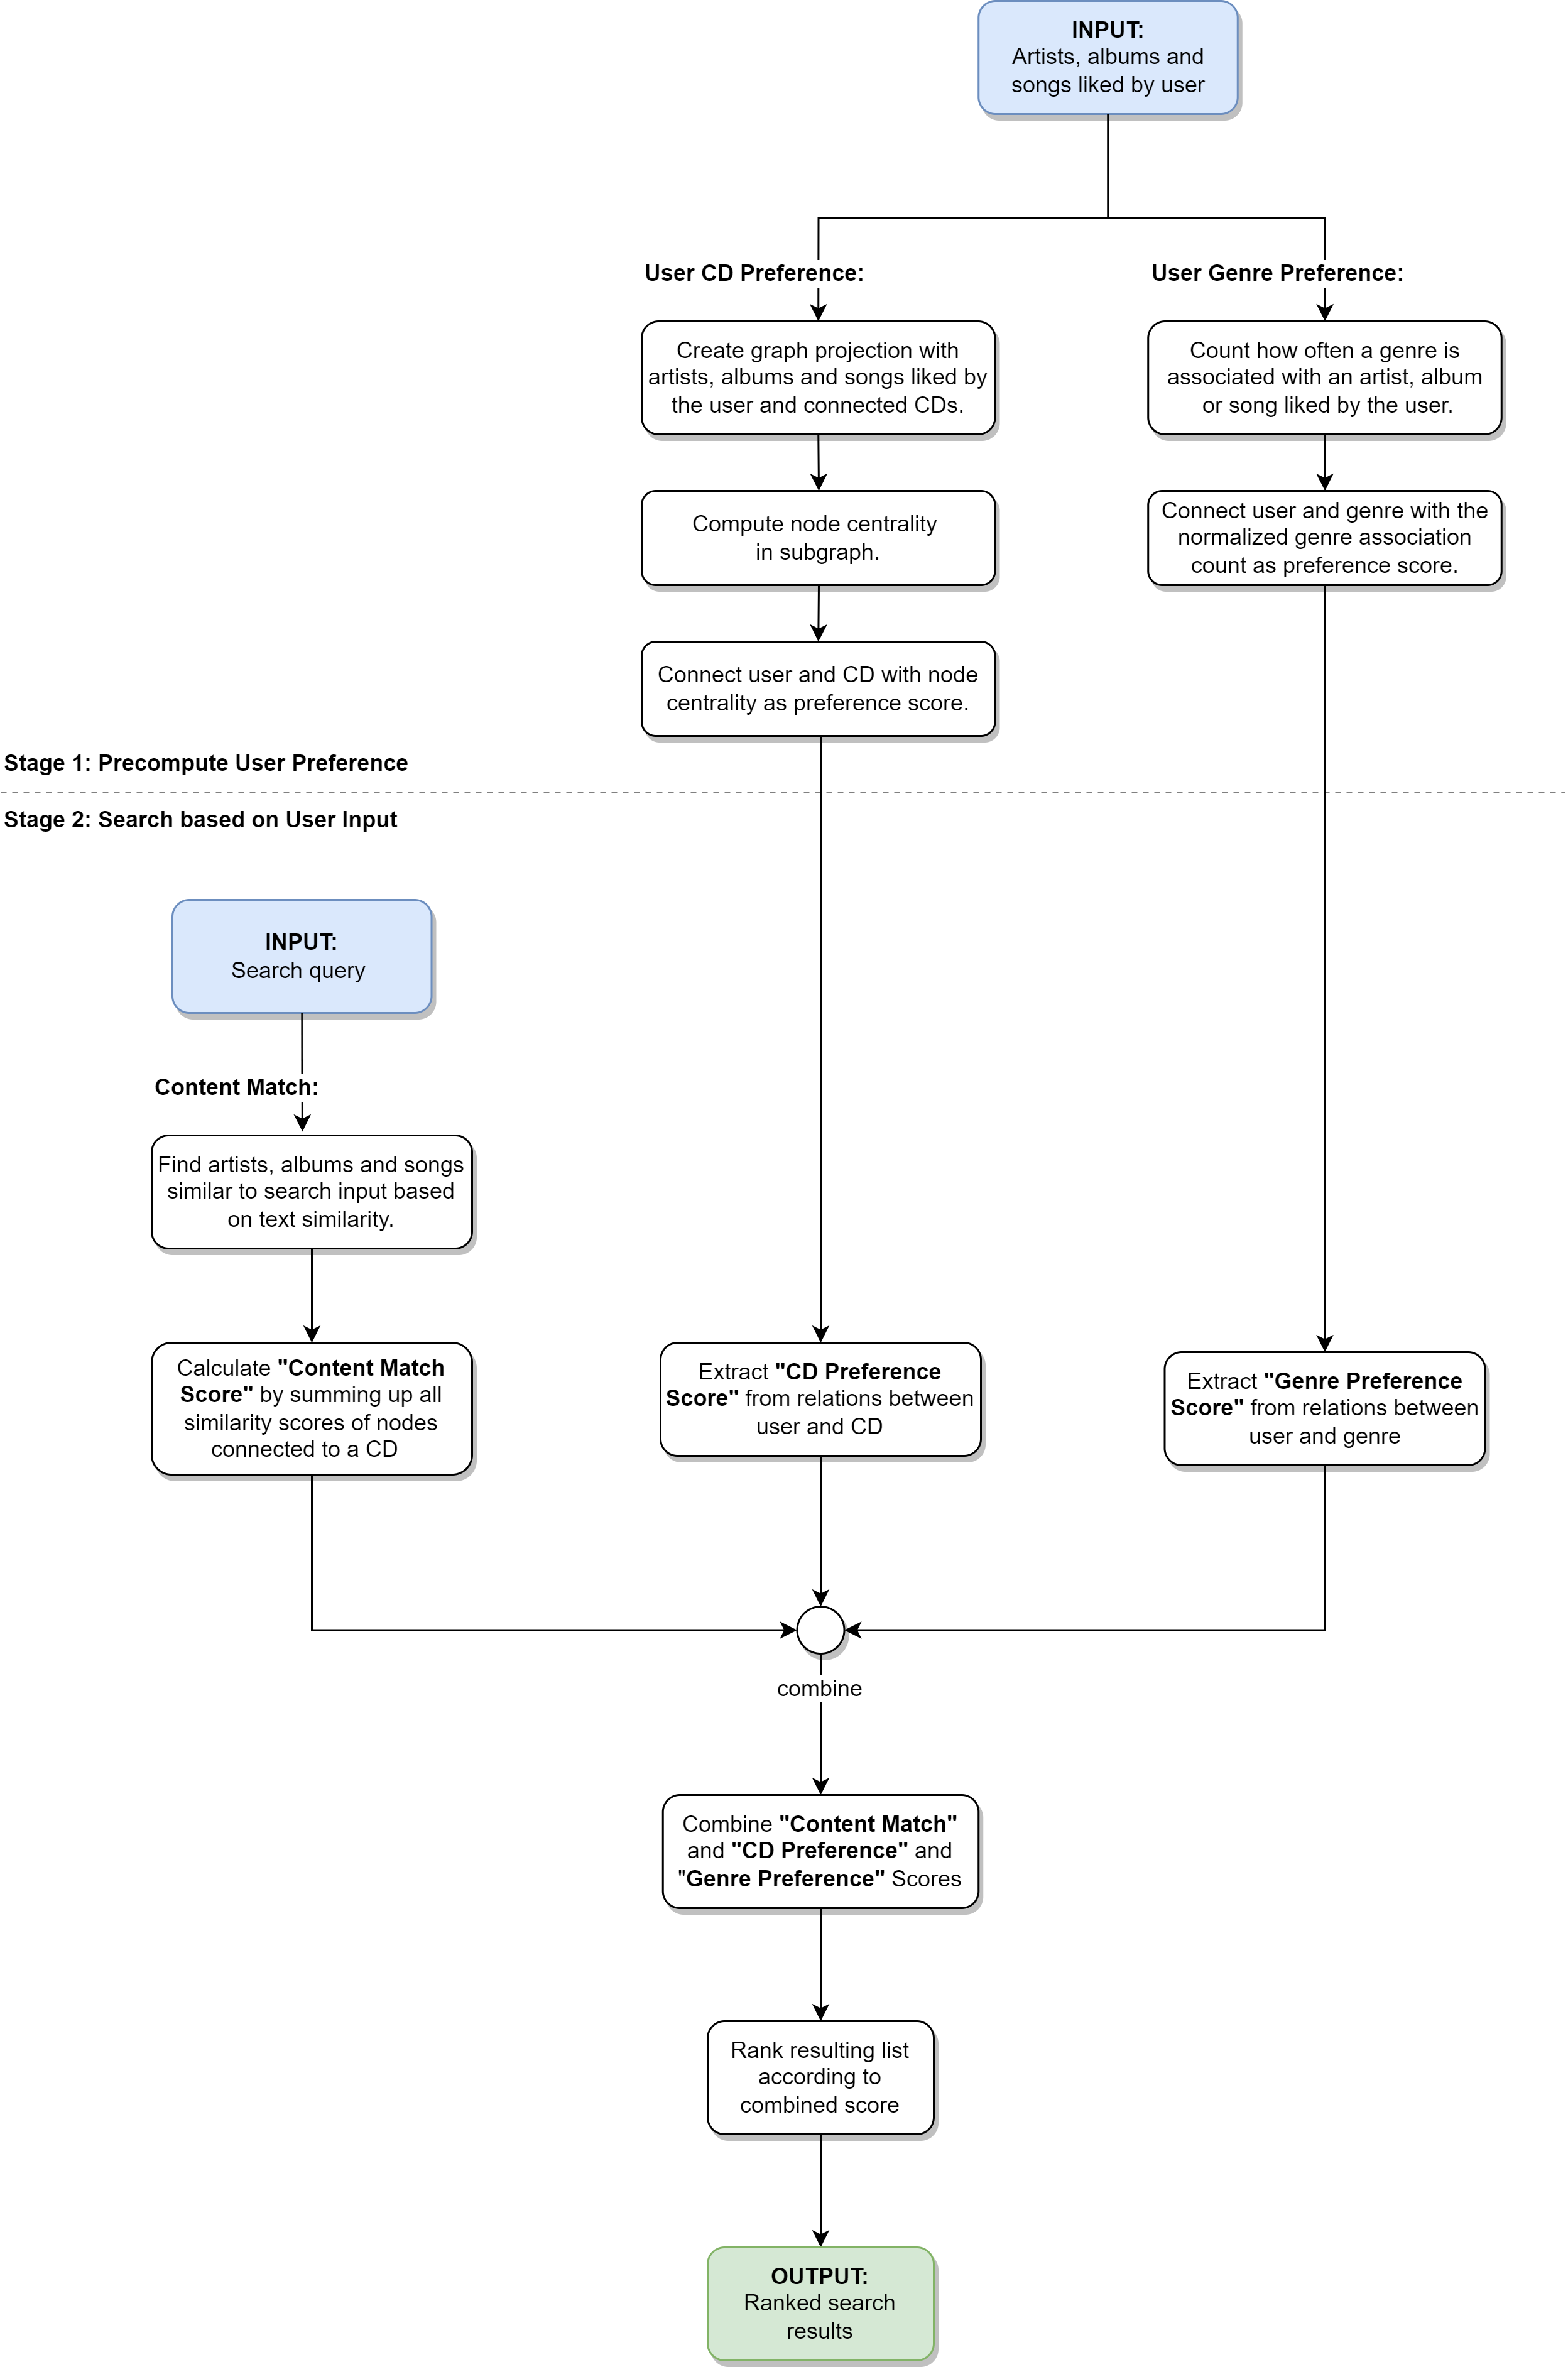 INPUT:
Artists, albums and
songs liked by user
User CD Preference:
User Genre Preference:
Create graph projection with
artists, albums and songs liked by
the user and connected CDs.
Count how often a genre is
associated with an artist, album
or song liked by the user.
Compute node centrality
in subgraph.
Connect user and genre with the
normalized genre association
count as preference score.
Connect user and CD with node
centrality as preference score.
Stage 1: Precompute User Preference
Stage 2: Search based on User Input
INPUT:
Search query
Content Match:
Find artists, albums and songs
similar to search input based
on text similarity.
Calculate "Content Match
Score" by summing up all
similarity scores of nodes
connected to a CD
Extract "CD Preference
Score" from relations between
user and CD
Extract "Genre Preference
Score" from relations between
user and genre
combine
Combine "Content Match"
and "CD Preference" and
"Genre Preference" Scores
Rank resulting list
according to
combined score
OUTPUT:
Ranked search
results